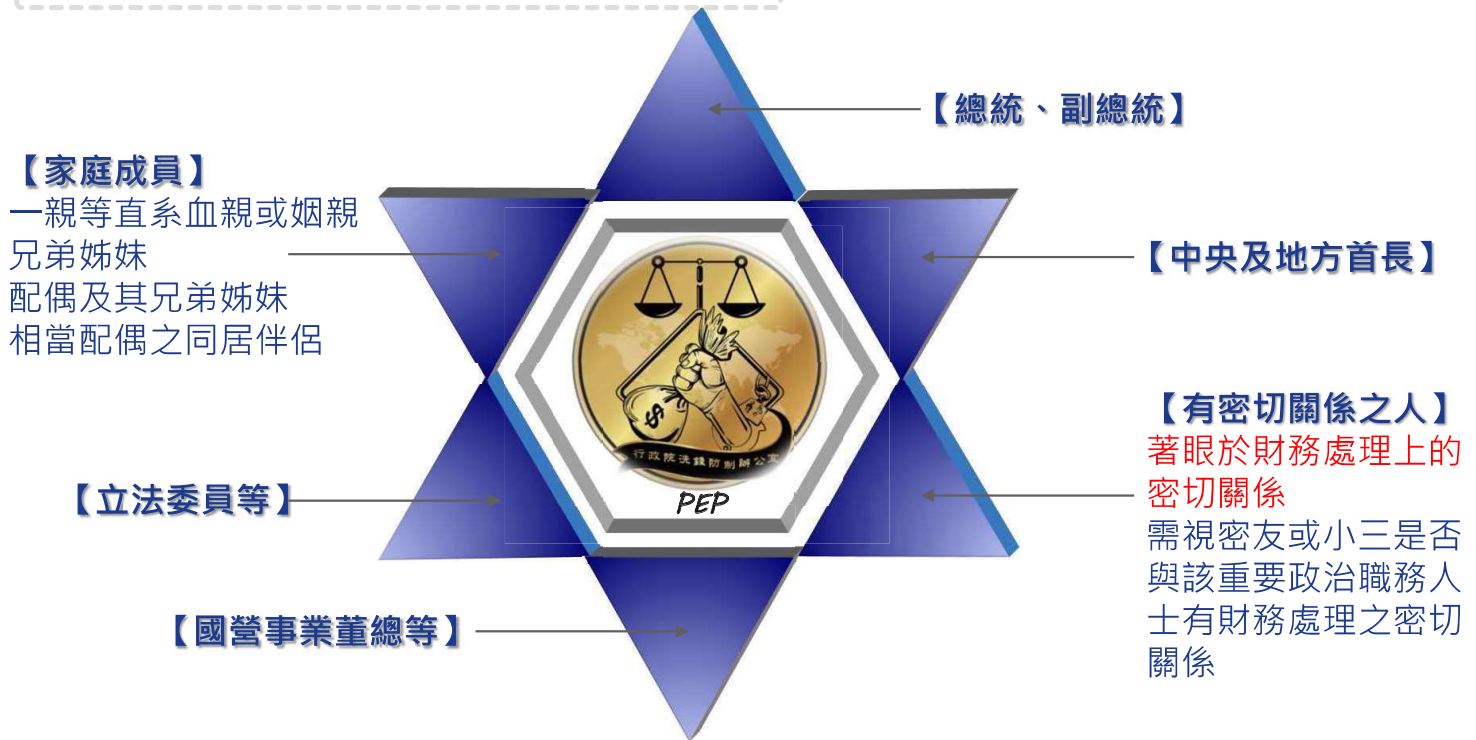 【總統、副總統】
【家庭成員】
一親等直系血親或姻親
兄弟姊妹
配偶及其兄弟姊妹
相當配偶之同居伴侶
【中央及地方首長】
【有密切關係之人】
著眼於財務處理上的
密切關係
需視密友或小三是否
與該重要政治職務人
士有財務處理之密切
關係
$
行政院洗錢防制辦公室
PEP
【立法委員等】
【國營事業董總等】